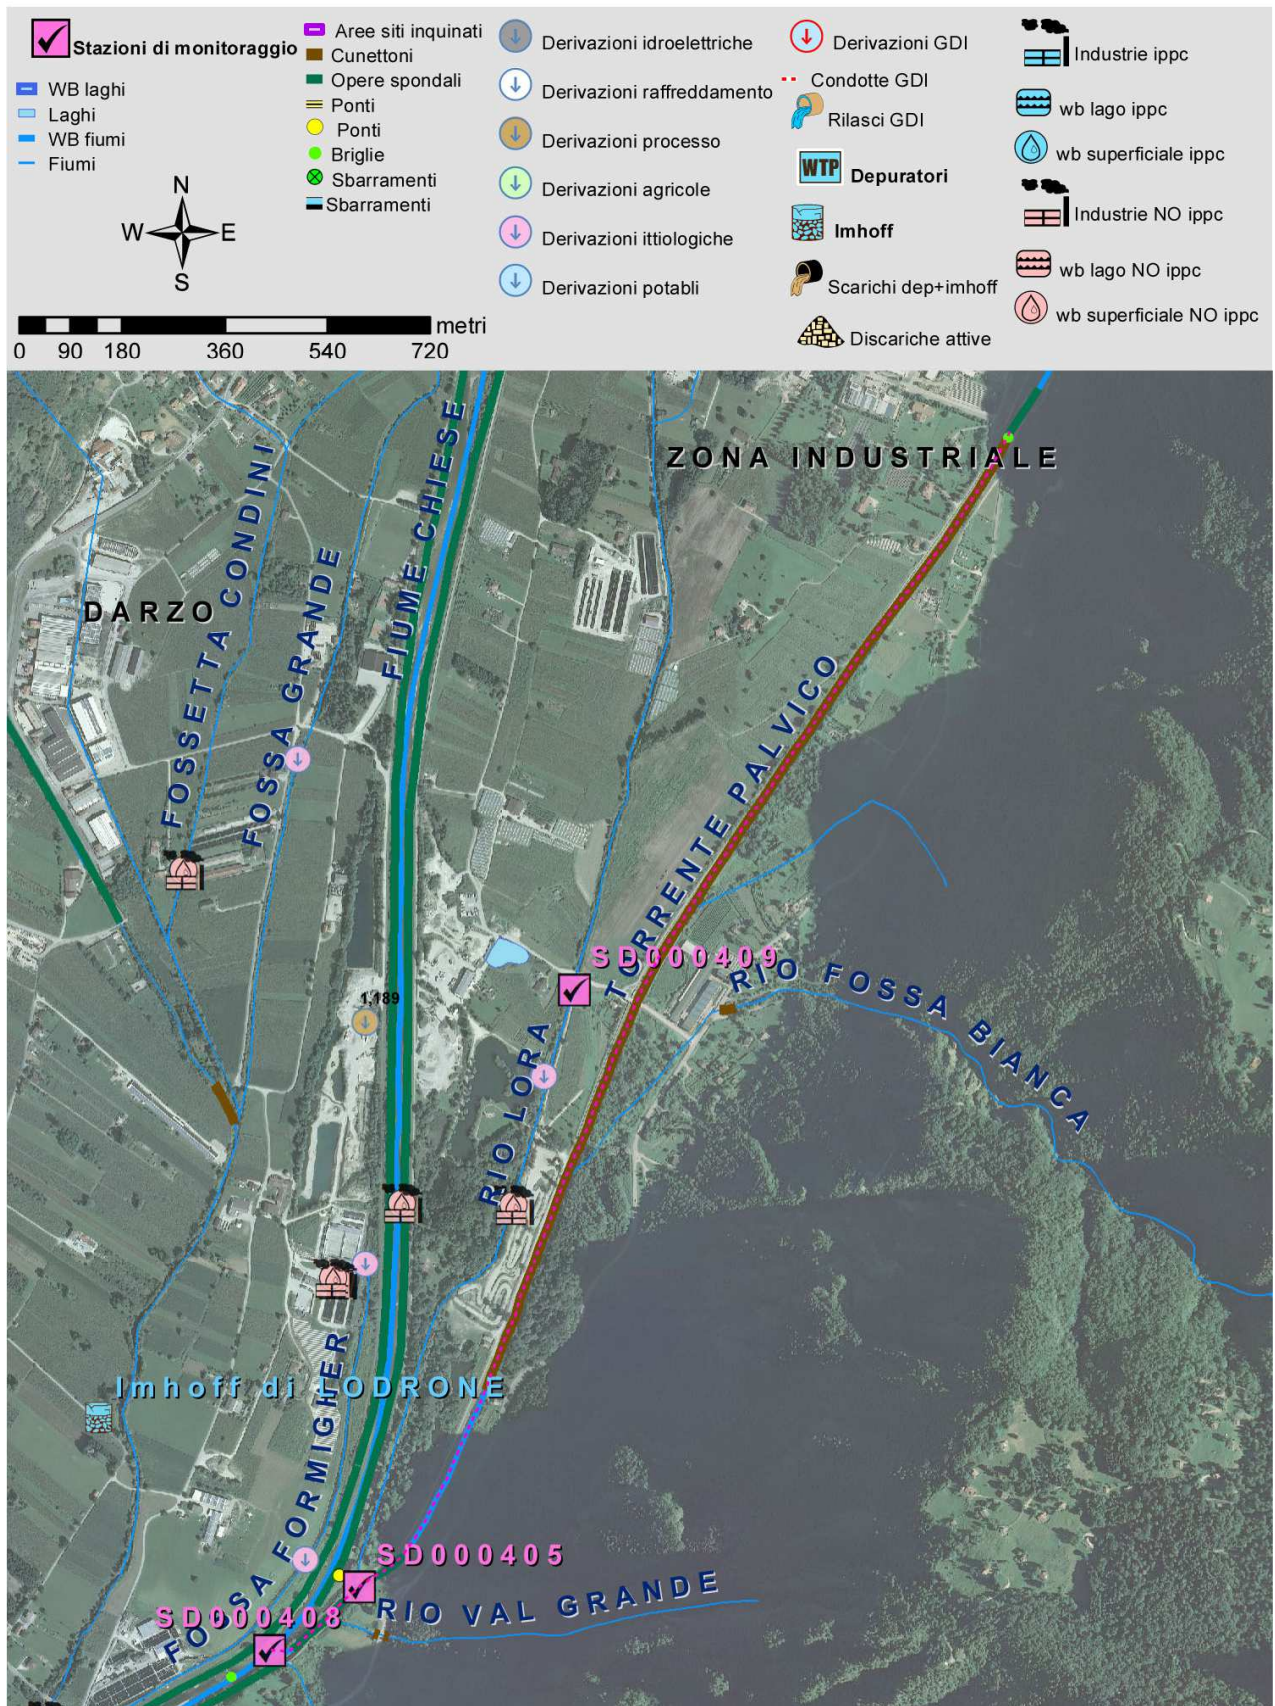 Stazioni di monitoraggio
WB laghi
Laghi
WB fiumi
Fiumi
N
W E
S
metri
0 90 180 360 540 720
Aree siti inquinati
Cunettoni
Opere spondali
Ponti
Ponti
Briglie
Sbarramenti
Sbarramenti
Derivazioni idroelettriche
Derivazioni raffreddamento
Derivazioni processo
Derivazioni agricole
Derivazioni ittiologiche
Derivazioni potabli
Derivazioni GDI
Condotte GDI
Rilasci GDI
WTP Depuratori
Imhoff
Scarichi dep+imhoff
Discariche attive
Industrie ippc
wb lago ippc
wb superficiale ippc
Industrie NO ippc
wb lago NO ippc
wb superficiale NO ippc
ZONA INDUSTRIALE
DARZO
FOSSETTA CONDINI
FOSSA GRANDE
FIUME CHIESE
TORRENTE PALVICO
SD000409
RIO FOSSA BIANCA
1,189
RIO LORA
Imhoff di LODRONE
FOSSA FORMIGHER
SD000405
RIO VAL GRANDE
SD000408